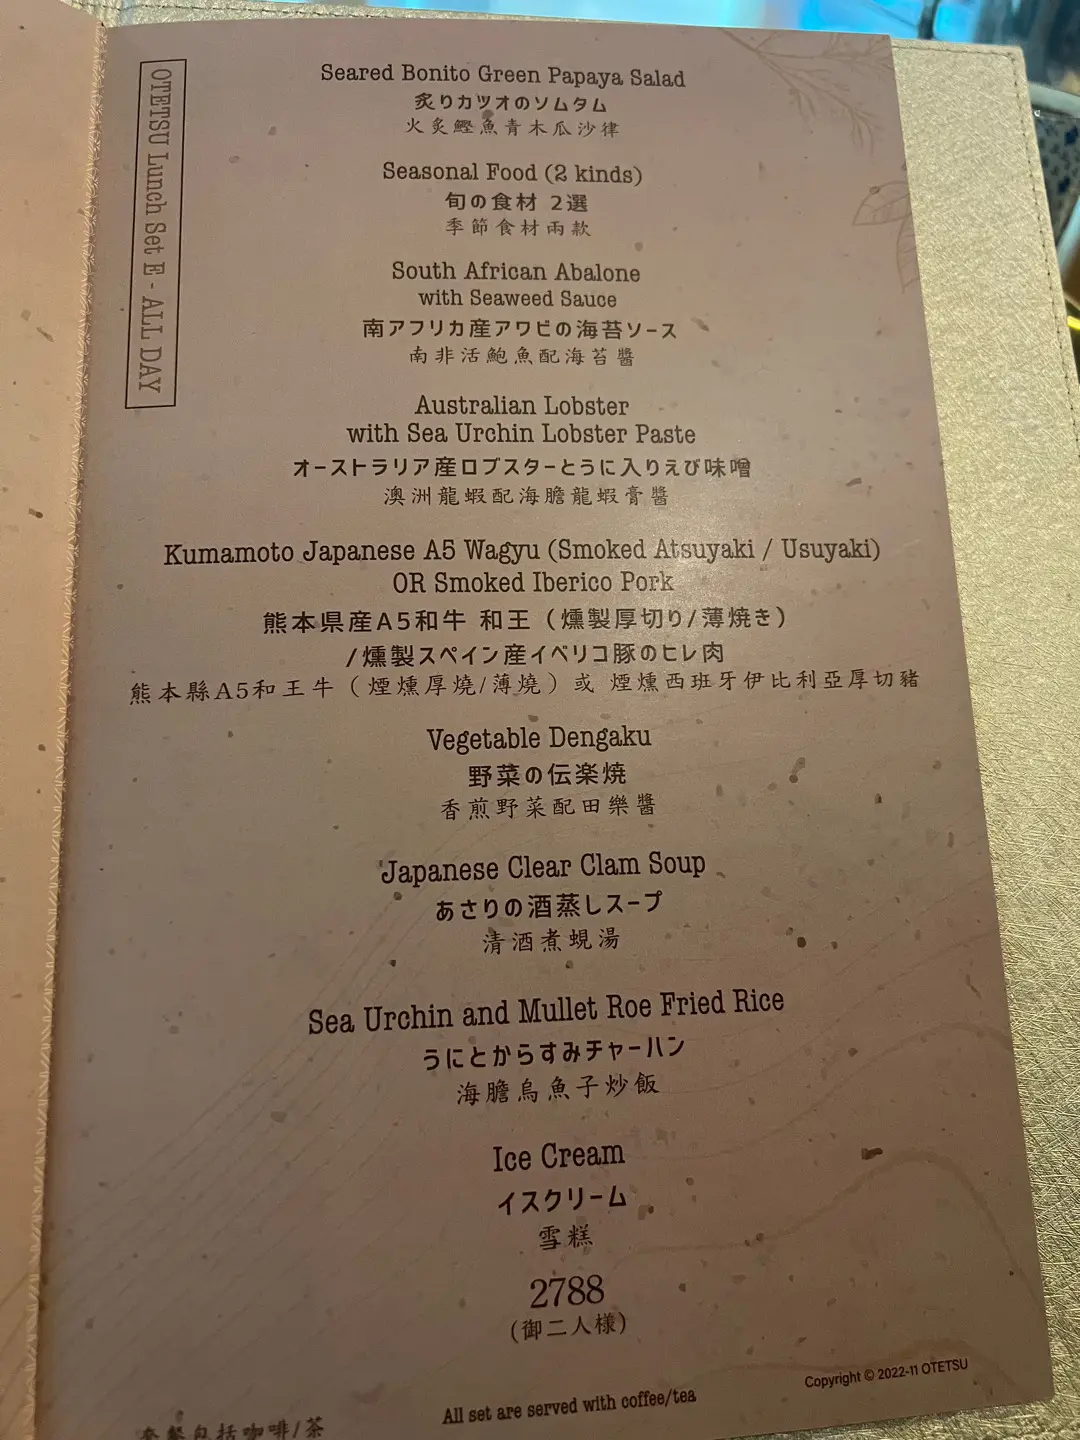 OTETSU Lunch Set E - ALL DAY
Seared Bonito Green Papaya Salad
炙りカツオのソムタム
火炙鰹魚青木瓜沙律
Seasonal Food (2 kinds)
旬の食材 2選
季節食材兩款
South African Abalone
with Seaweed Sauce
南アフリカ産アワビの海苔ソース
南非活鮑魚配海苔醬
Australian Lobster
with Sea Urchin Lobster Paste
オーストラリア産ロブスターとうに入りえび味噌
澳洲龍蝦配海膽龍蝦膏醬
Kumamoto Japanese A5 Wagyu (Smoked Atsuyaki / Usuyaki)
OR Smoked Iberico Pork
熊本県産A5和牛 和王（燻製厚切り/薄焼き）
/燻製スペイン産イベリコ豚のヒレ肉
熊本縣A5和王牛（煙燻厚燒/薄燒）或 煙燻西班牙伊比利亞厚切豬
Vegetable Dengaku
野菜の伝楽焼
香煎野菜配田樂醬
Japanese Clear Clam Soup
あさりの酒蒸しスープ
清酒煮蜆湯
Sea Urchin and Mullet Roe Fried Rice
うにとからすみチャーハン
海膽烏魚子炒飯
Ice Cream
イスクリーム
雪糕
2788
(御二人様)
Copyright © 2022-11 OTETSU
All set are served with coffee/tea
套餐包括咖啡/茶